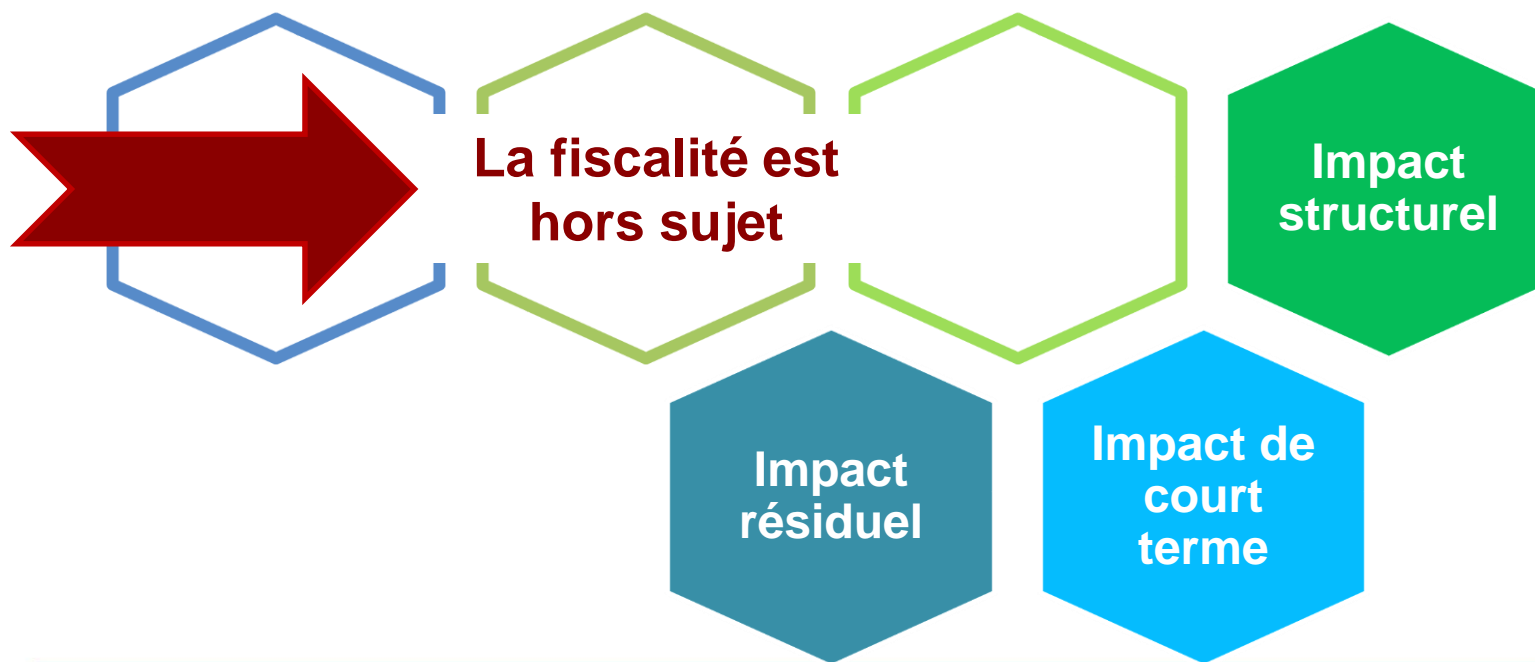 La fiscalité est
hors sujet
Impact
structurel
Impact
résiduel
Impact de
court
terme